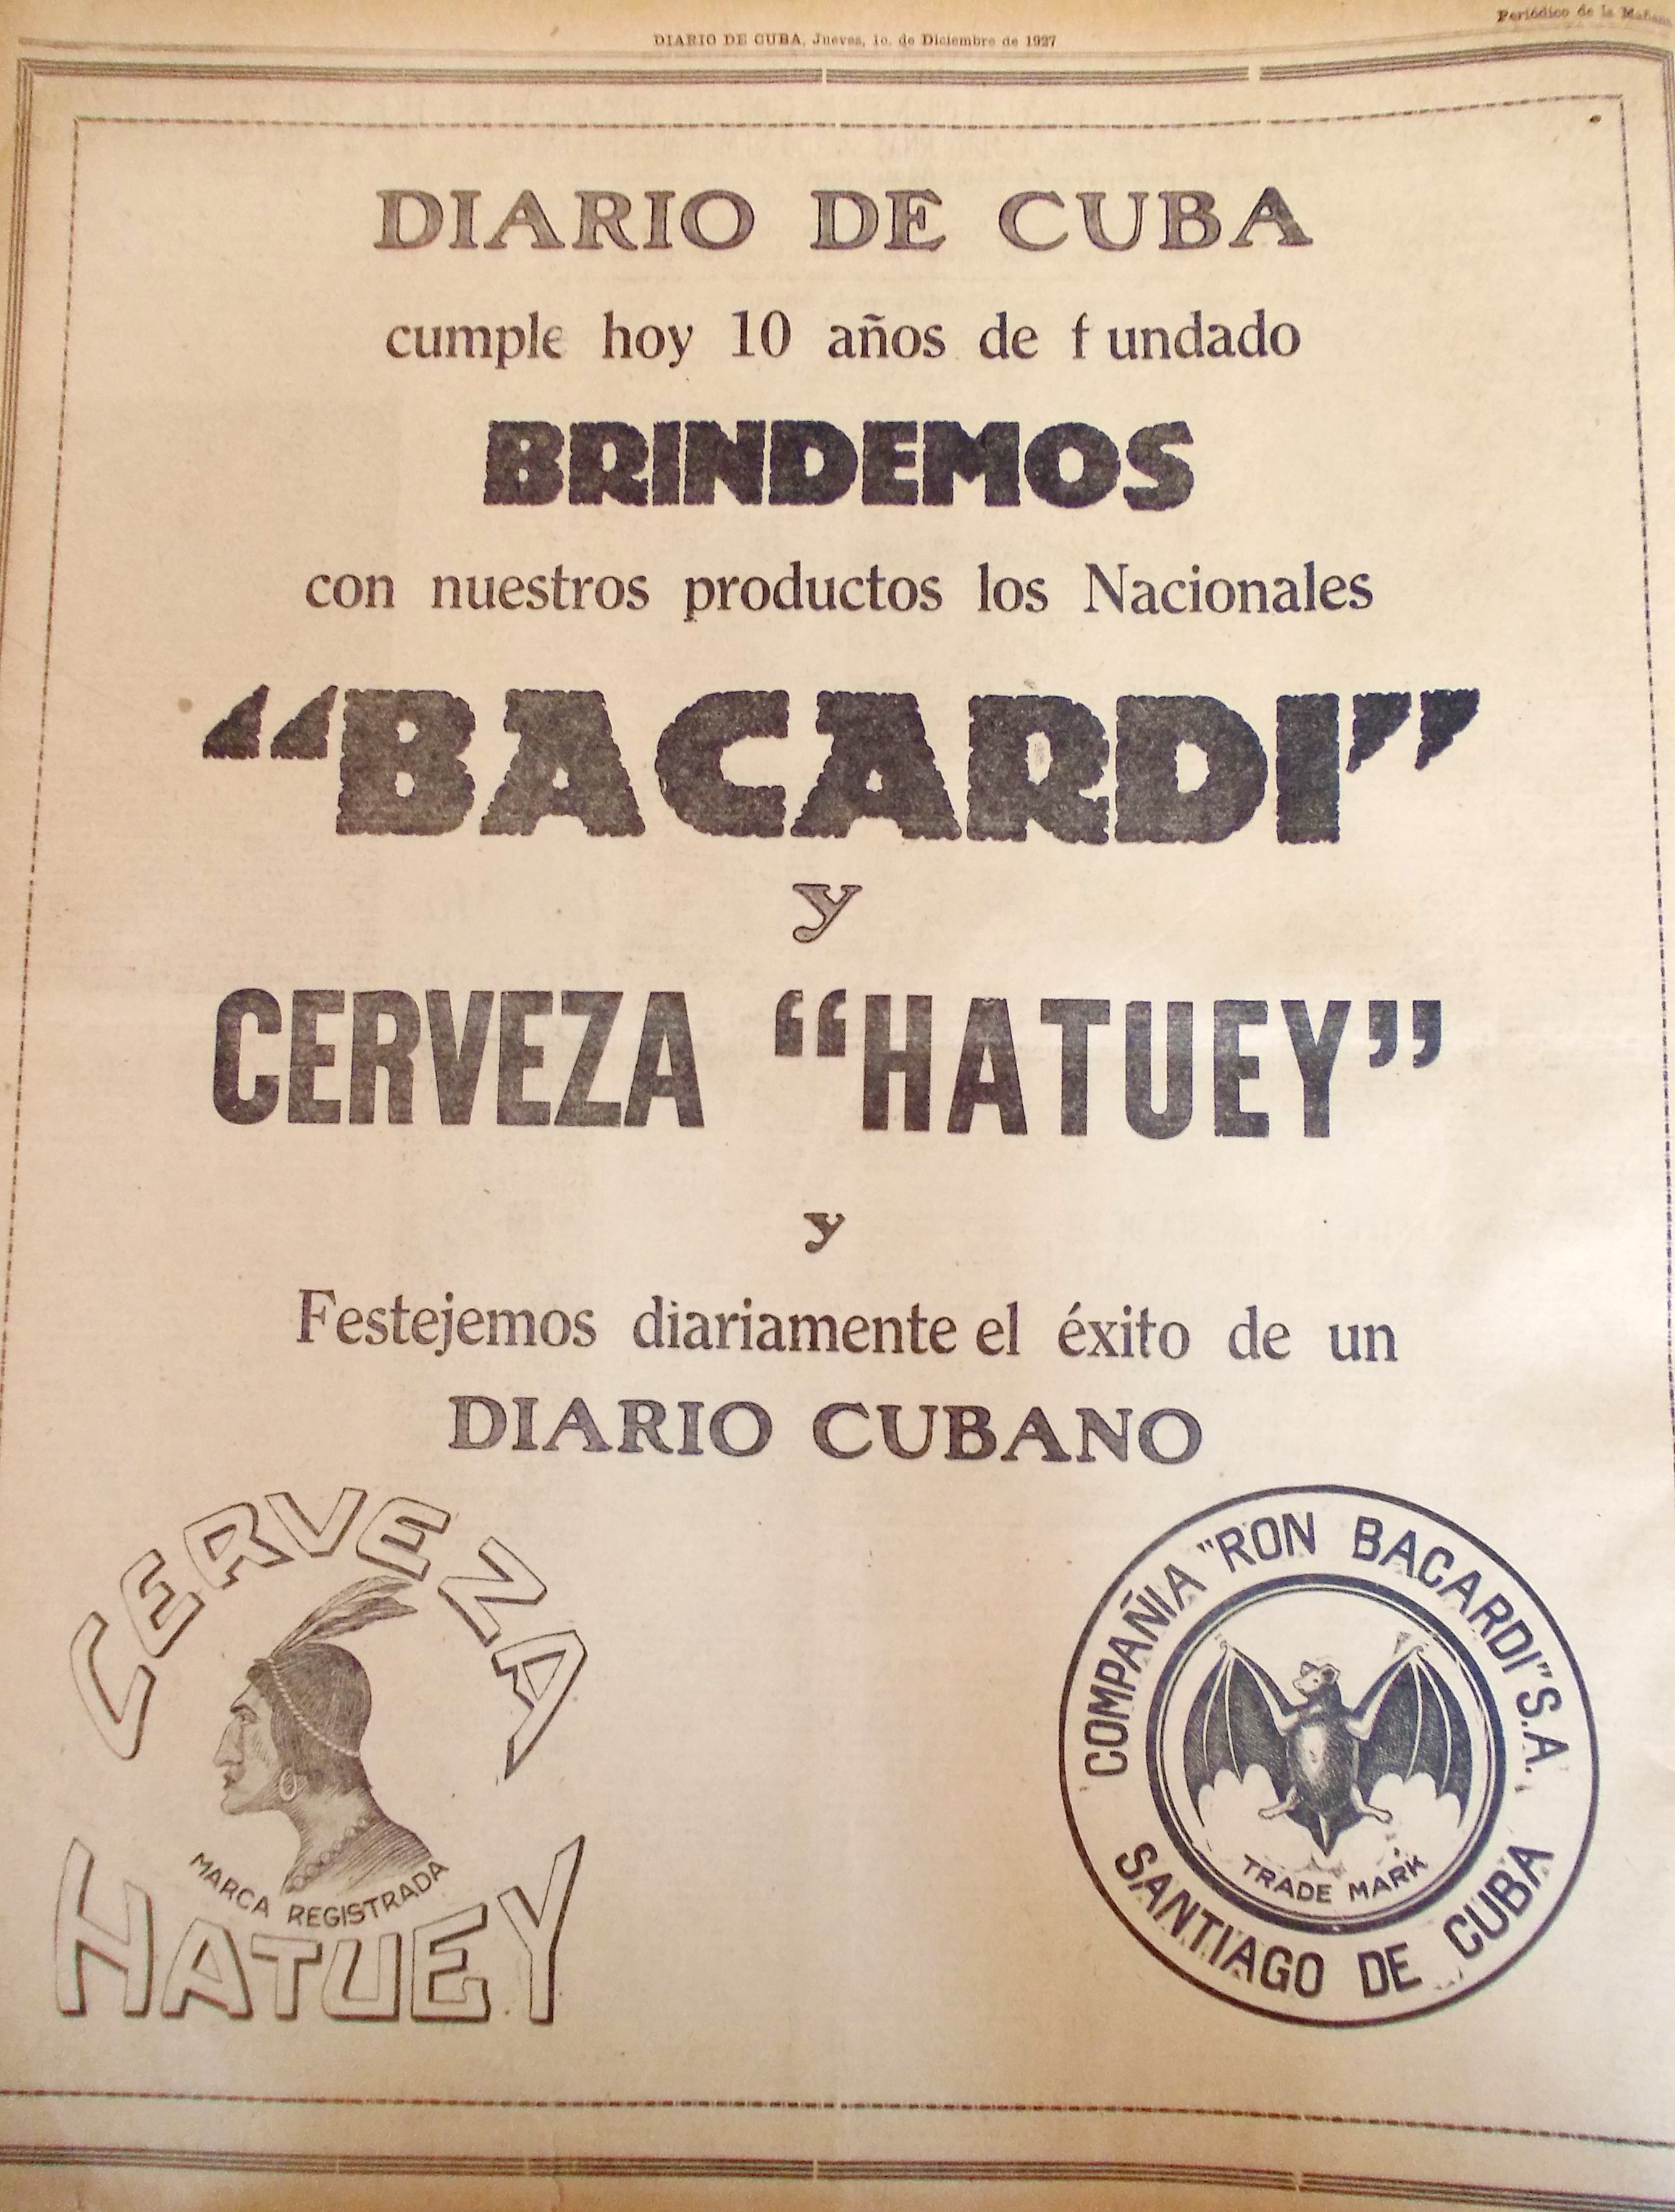 Periódico de la Mañana
DIARIO DE CUBA, Jueves, 1o. de Diciembre de 1927
DIARIO DE CUBA
cumple hoy 10 años de fundado
BRINDEMOS
con nuestros productos los Nacionales
“BACARDI”
y
CERVEZA “HATUEY”
y
Festejemos diariamente el éxito de un
DIARIO CUBANO
CERVEZA
MARCA REGISTRADA
HATUEY
COMPAÑIA "RON BACARDI" S.A.
TRADE MARK
SANTIAGO DE CUBA